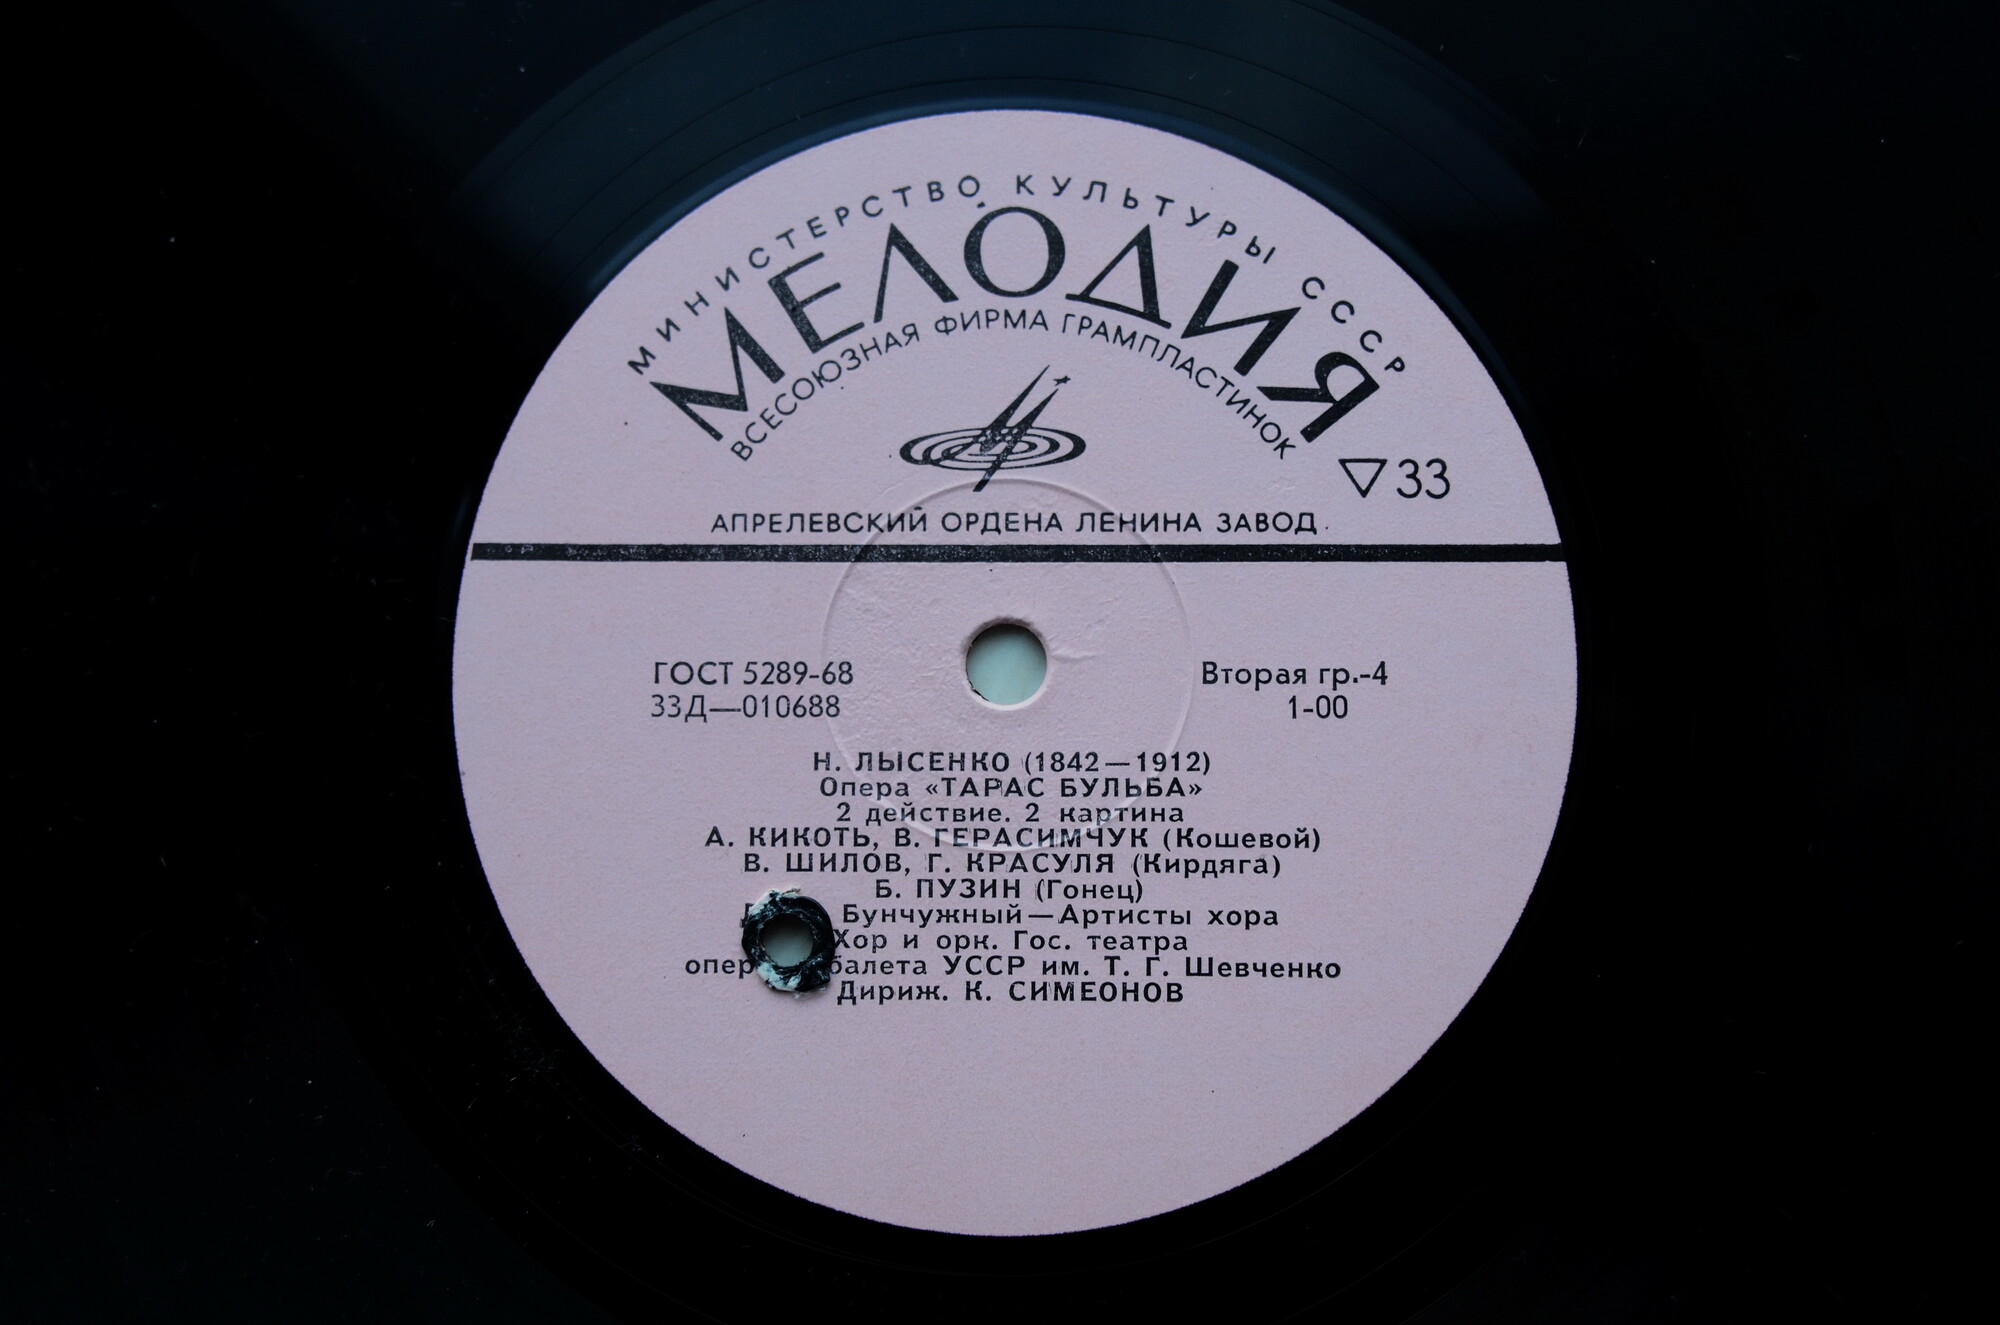 МИНИСТЕРСТВО КУЛЬТУРЫ СССР
МЕЛОДИЯ
ВСЕСОЮЗНАЯ ФИРМА ГРАМПЛАСТИНОК
▽33
АПРЕЛЕВСКИЙ ОРДЕНА ЛЕНИНА ЗАВОД
ГОСТ 5289-68
33Д—010688
Вторая гр.-4
1-00
Н. ЛЫСЕНКО (1842—1912)
Опера «ТАРАС БУЛЬБА»
2 действие. 2 картина
А. КИКОТЬ, В. ГЕРАСИМЧУК (Кошевой)
В. ШИЛОВ, Г. КРАСУЛЯ (Кирдяга)
Б. ПУЗИН (Гонец)
Бунчужный—Артисты хора
Хор и орк. Гос. театра
балета УССР им. Т. Г. Шевченко
Дириж. К. СИМЕОНОВ